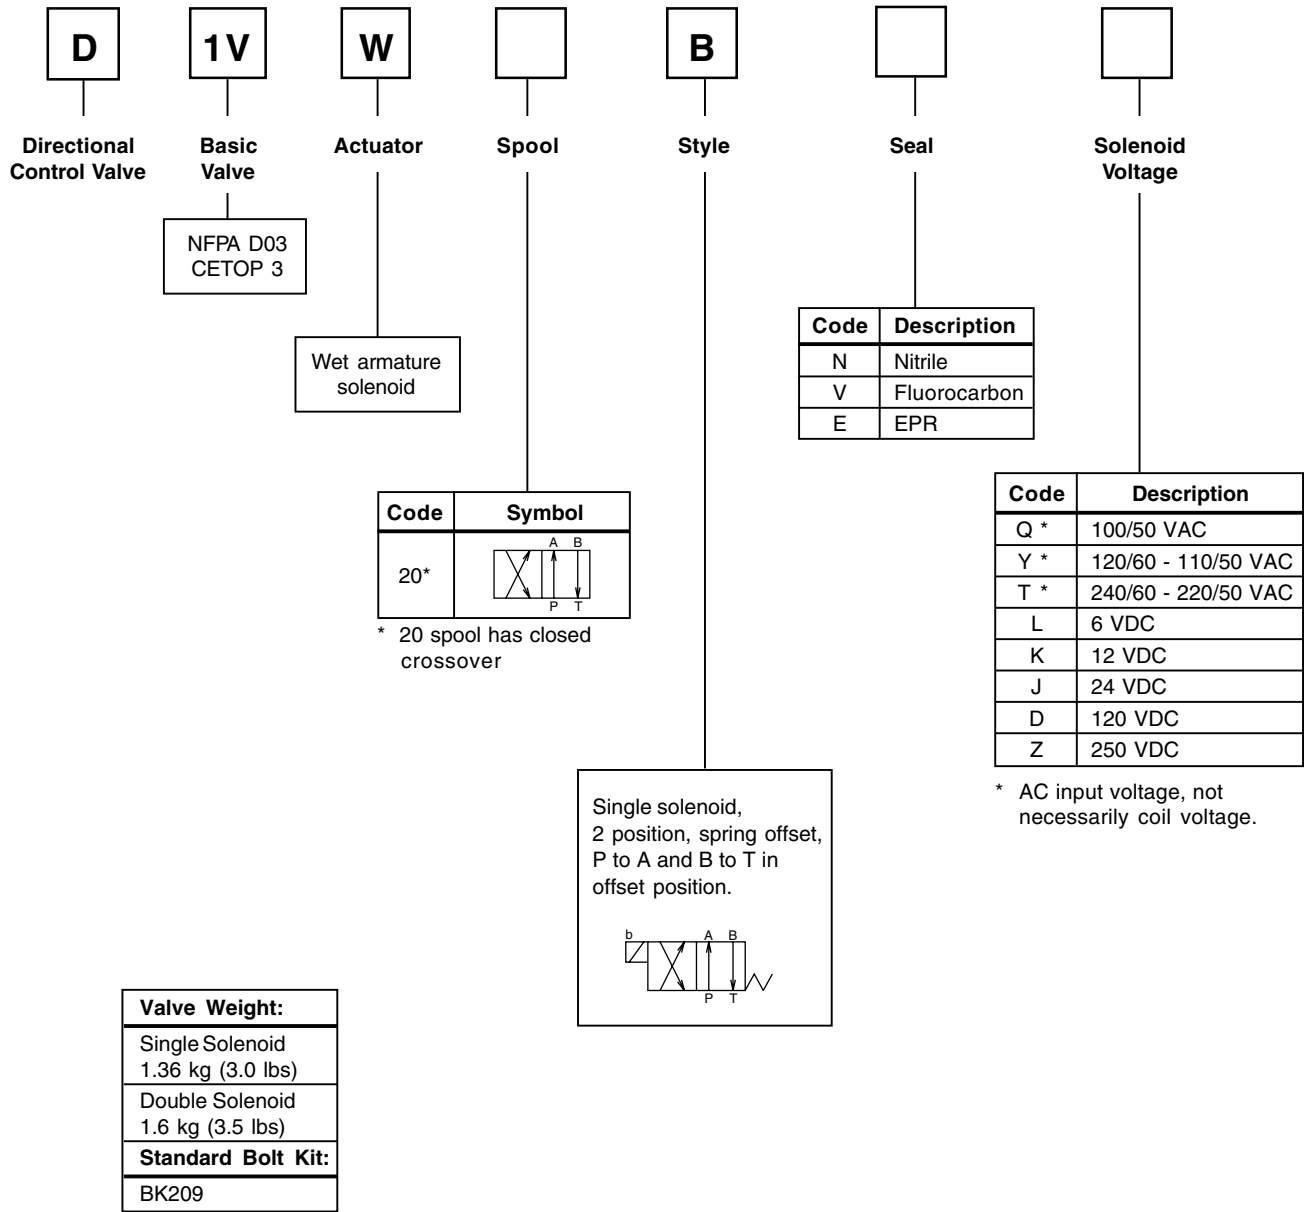 D 1V W B
Directional
Control Valve
Basic
Valve
Actuator
Spool
Style
Seal
Solenoid
Voltage
NFPA D03
CETOP 3
Wet armature
solenoid
Code Description
N Nitrile
V Fluorocarbon
E EPR
Code Symbol
20*
A B
P T
* 20 spool has closed
crossover
Code Description
Q * 100/50 VAC
Y * 120/60 - 110/50 VAC
T * 240/60 - 220/50 VAC
L 6 VDC
K 12 VDC
J 24 VDC
D 120 VDC
Z 250 VDC
* AC input voltage, not
necessarily coil voltage.
Single solenoid,
2 position, spring offset,
P to A and B to T in
offset position.
b A B
P T
Valve Weight:
Single Solenoid
1.36 kg (3.0 lbs)
Double Solenoid
1.6 kg (3.5 lbs)
Standard Bolt Kit:
BK209